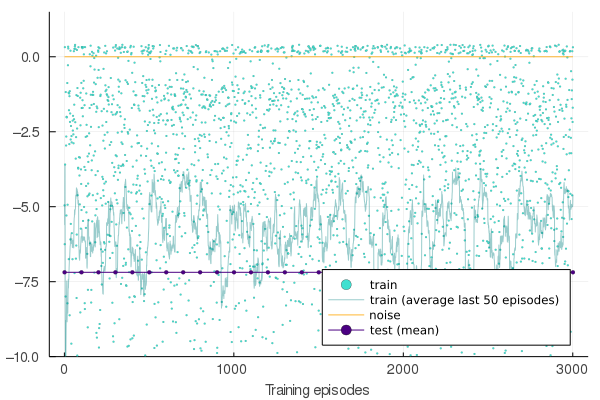 0.0
−2.5
−5.0
−7.5
−10.0
0
1000
2000
3000
Training episodes
train
train (average last 50 episodes)
noise
test (mean)